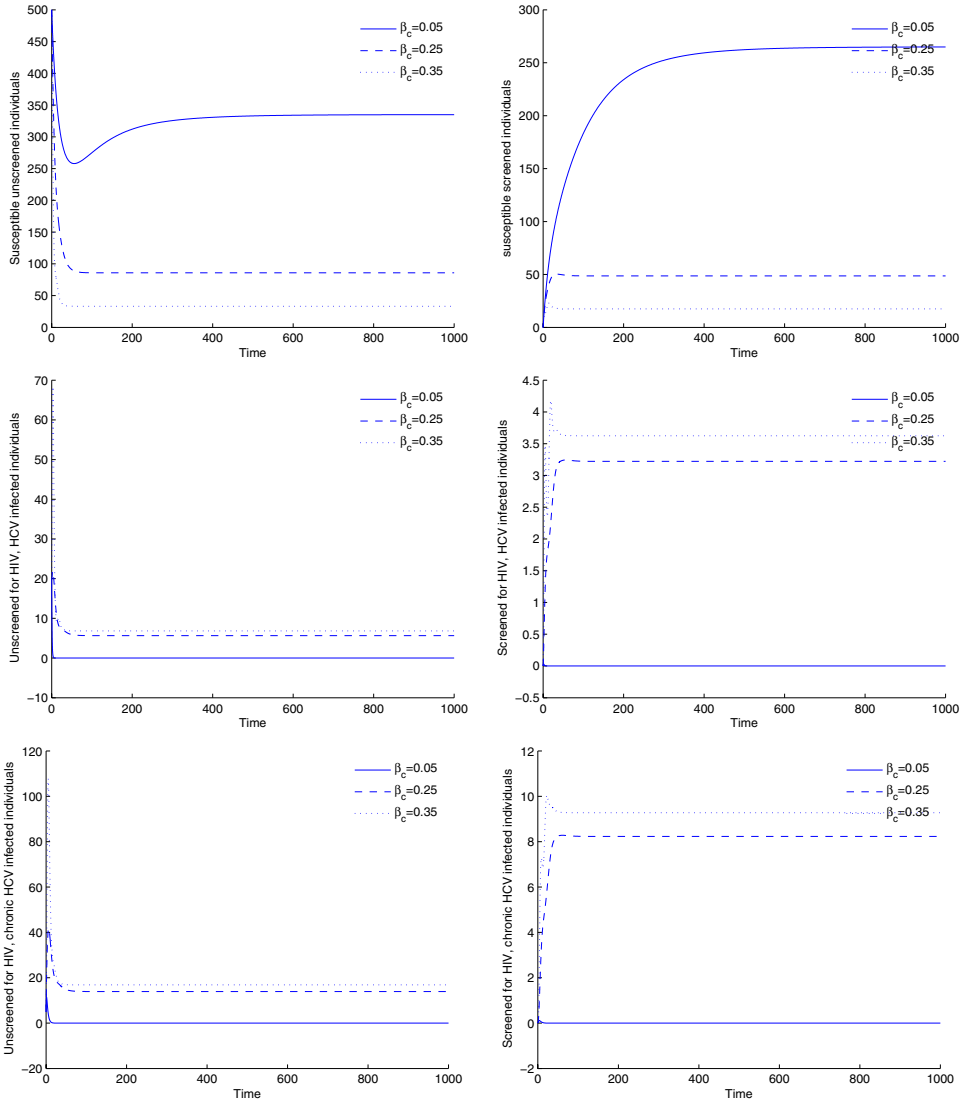 500
450
400
350
300
250
200
150
100
50
0
Susceptible unscreened individuals
β_c=0.05
β_c=0.25
β_c=0.35
0 200 400 600 800 1000
Time
300
250
200
150
100
50
0
susceptible screened individuals
β_c=0.05
β_c=0.25
β_c=0.35
0 200 400 600 800 1000
Time
70
60
50
40
30
20
10
0
−10
Unscreened for HIV, HCV infected individuals
β_c=0.05
β_c=0.25
β_c=0.35
0 200 400 600 800 1000
Time
4.5
4
3.5
3
2.5
2
1.5
1
0.5
0
−0.5
Screened for HIV, HCV infected individuals
β_c=0.05
β_c=0.25
β_c=0.35
0 200 400 600 800 1000
Time
120
100
80
60
40
20
0
−20
Unscreened for HIV, chronic HCV infected individuals
β_c=0.05
β_c=0.25
β_c=0.35
0 200 400 600 800 1000
Time
12
10
8
6
4
2
0
−2
Screened for HIV, chronic HCV infected individuals
β_c=0.05
β_c=0.25
β_c=0.35
0 200 400 600 800 1000
Time